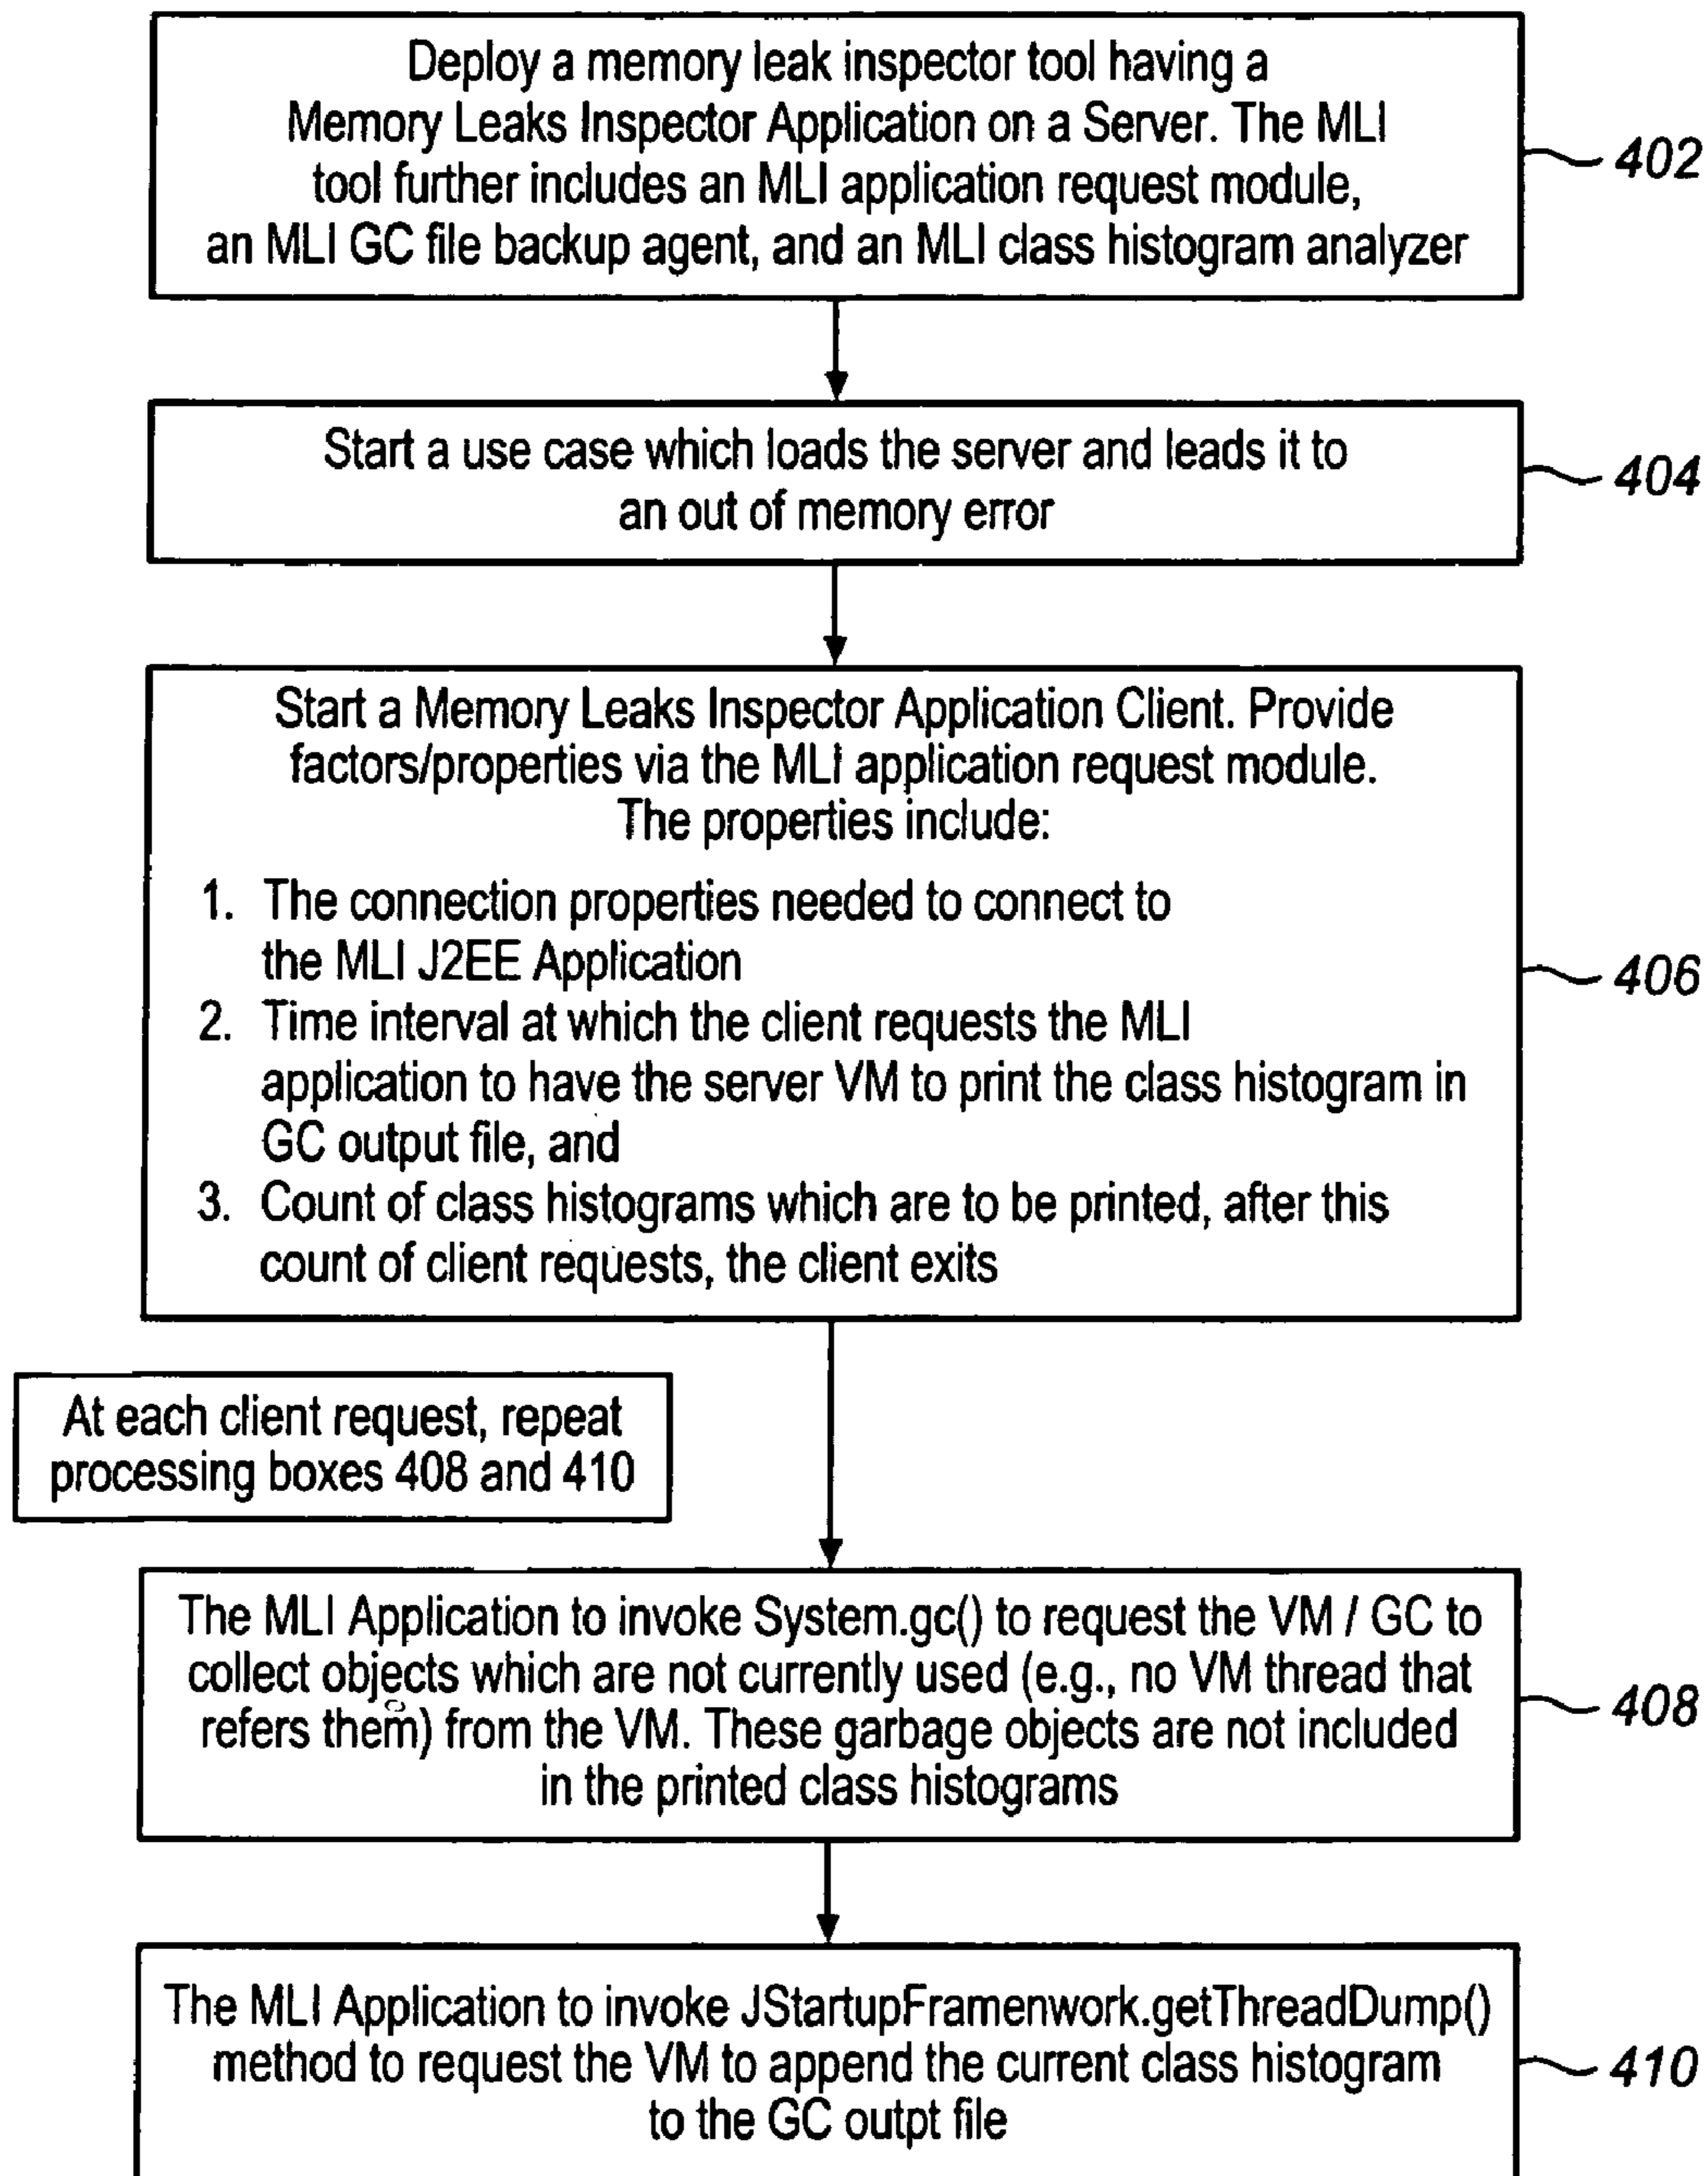 Deploy a memory leak inspector tool having a
Memory Leaks Inspector Application on a Server. The MLI
tool further includes an MLI application request module,
an MLI GC file backup agent, and an MLI class histogram analyzer
402
Start a use case which loads the server and leads it to
an out of memory error
404
Start a Memory Leaks Inspector Application Client. Provide
factors/properties via the MLI application request module.
The properties include:
1. The connection properties needed to connect to
the MLI J2EE Application
2. Time interval at which the client requests the MLI
application to have the server VM to print the class histogram in
GC output file, and
3. Count of class histograms which are to be printed, after this
count of client requests, the client exits
406
At each client request, repeat
processing boxes 408 and 410
The MLI Application to invoke System.gc() to request the VM / GC to
collect objects which are not currently used (e.g., no VM thread that
refers them) from the VM. These garbage objects are not included
in the printed class histograms
408
The MLI Application to invoke JStartupFramenwork.getThreadDump()
method to request the VM to append the current class histogram
to the GC outpt file
410